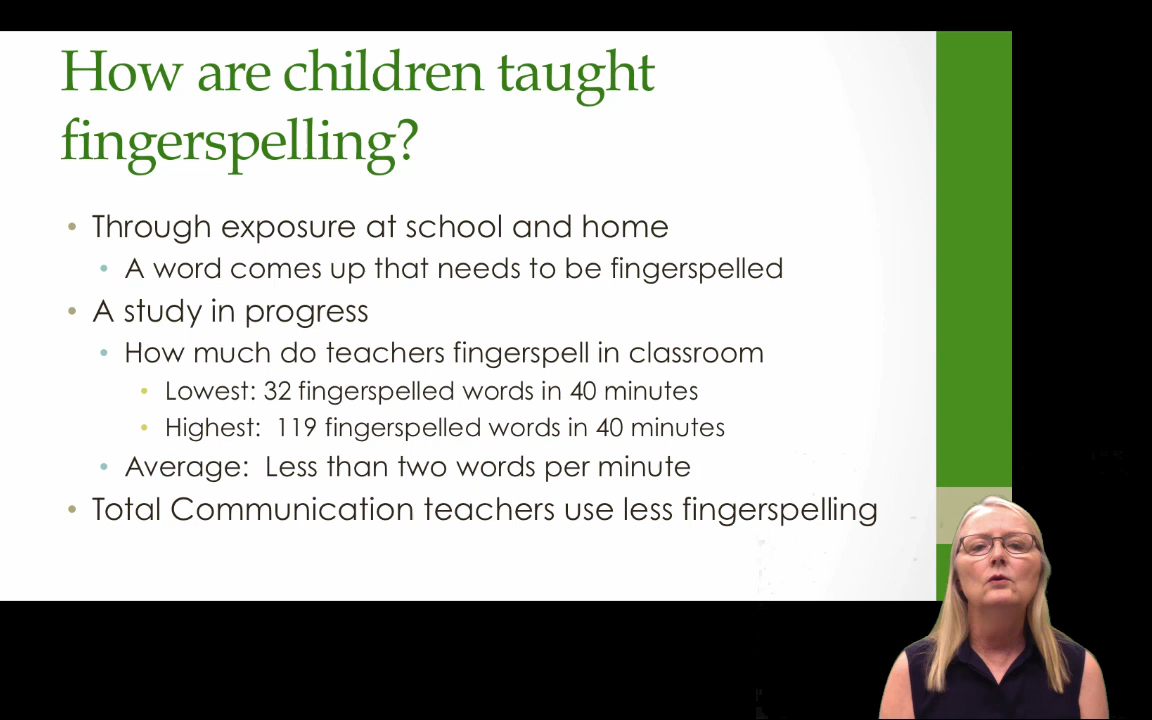 How are children taught
fingerspelling?
• Through exposure at school and home
• A word comes up that needs to be fingerspelled
• A study in progress
• How much do teachers fingerspell in classroom
• Lowest: 32 fingerspelled words in 40 minutes
• Highest:  119 fingerspelled words in 40 minutes
• Average:  Less than two words per minute
• Total Communication teachers use less fingerspelling